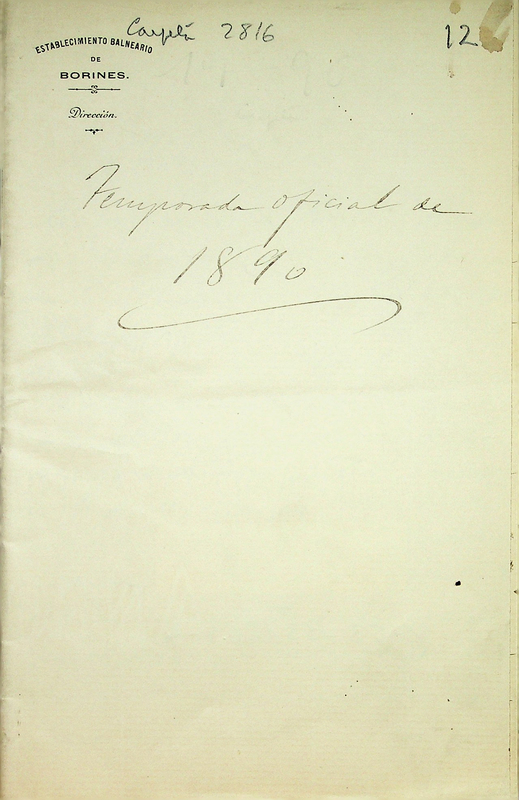 Carpeta 2816
12
ESTABLECIMIENTO BALNEARIO
DE
BORINES.
Dirección.
Temporada oficial de
1890